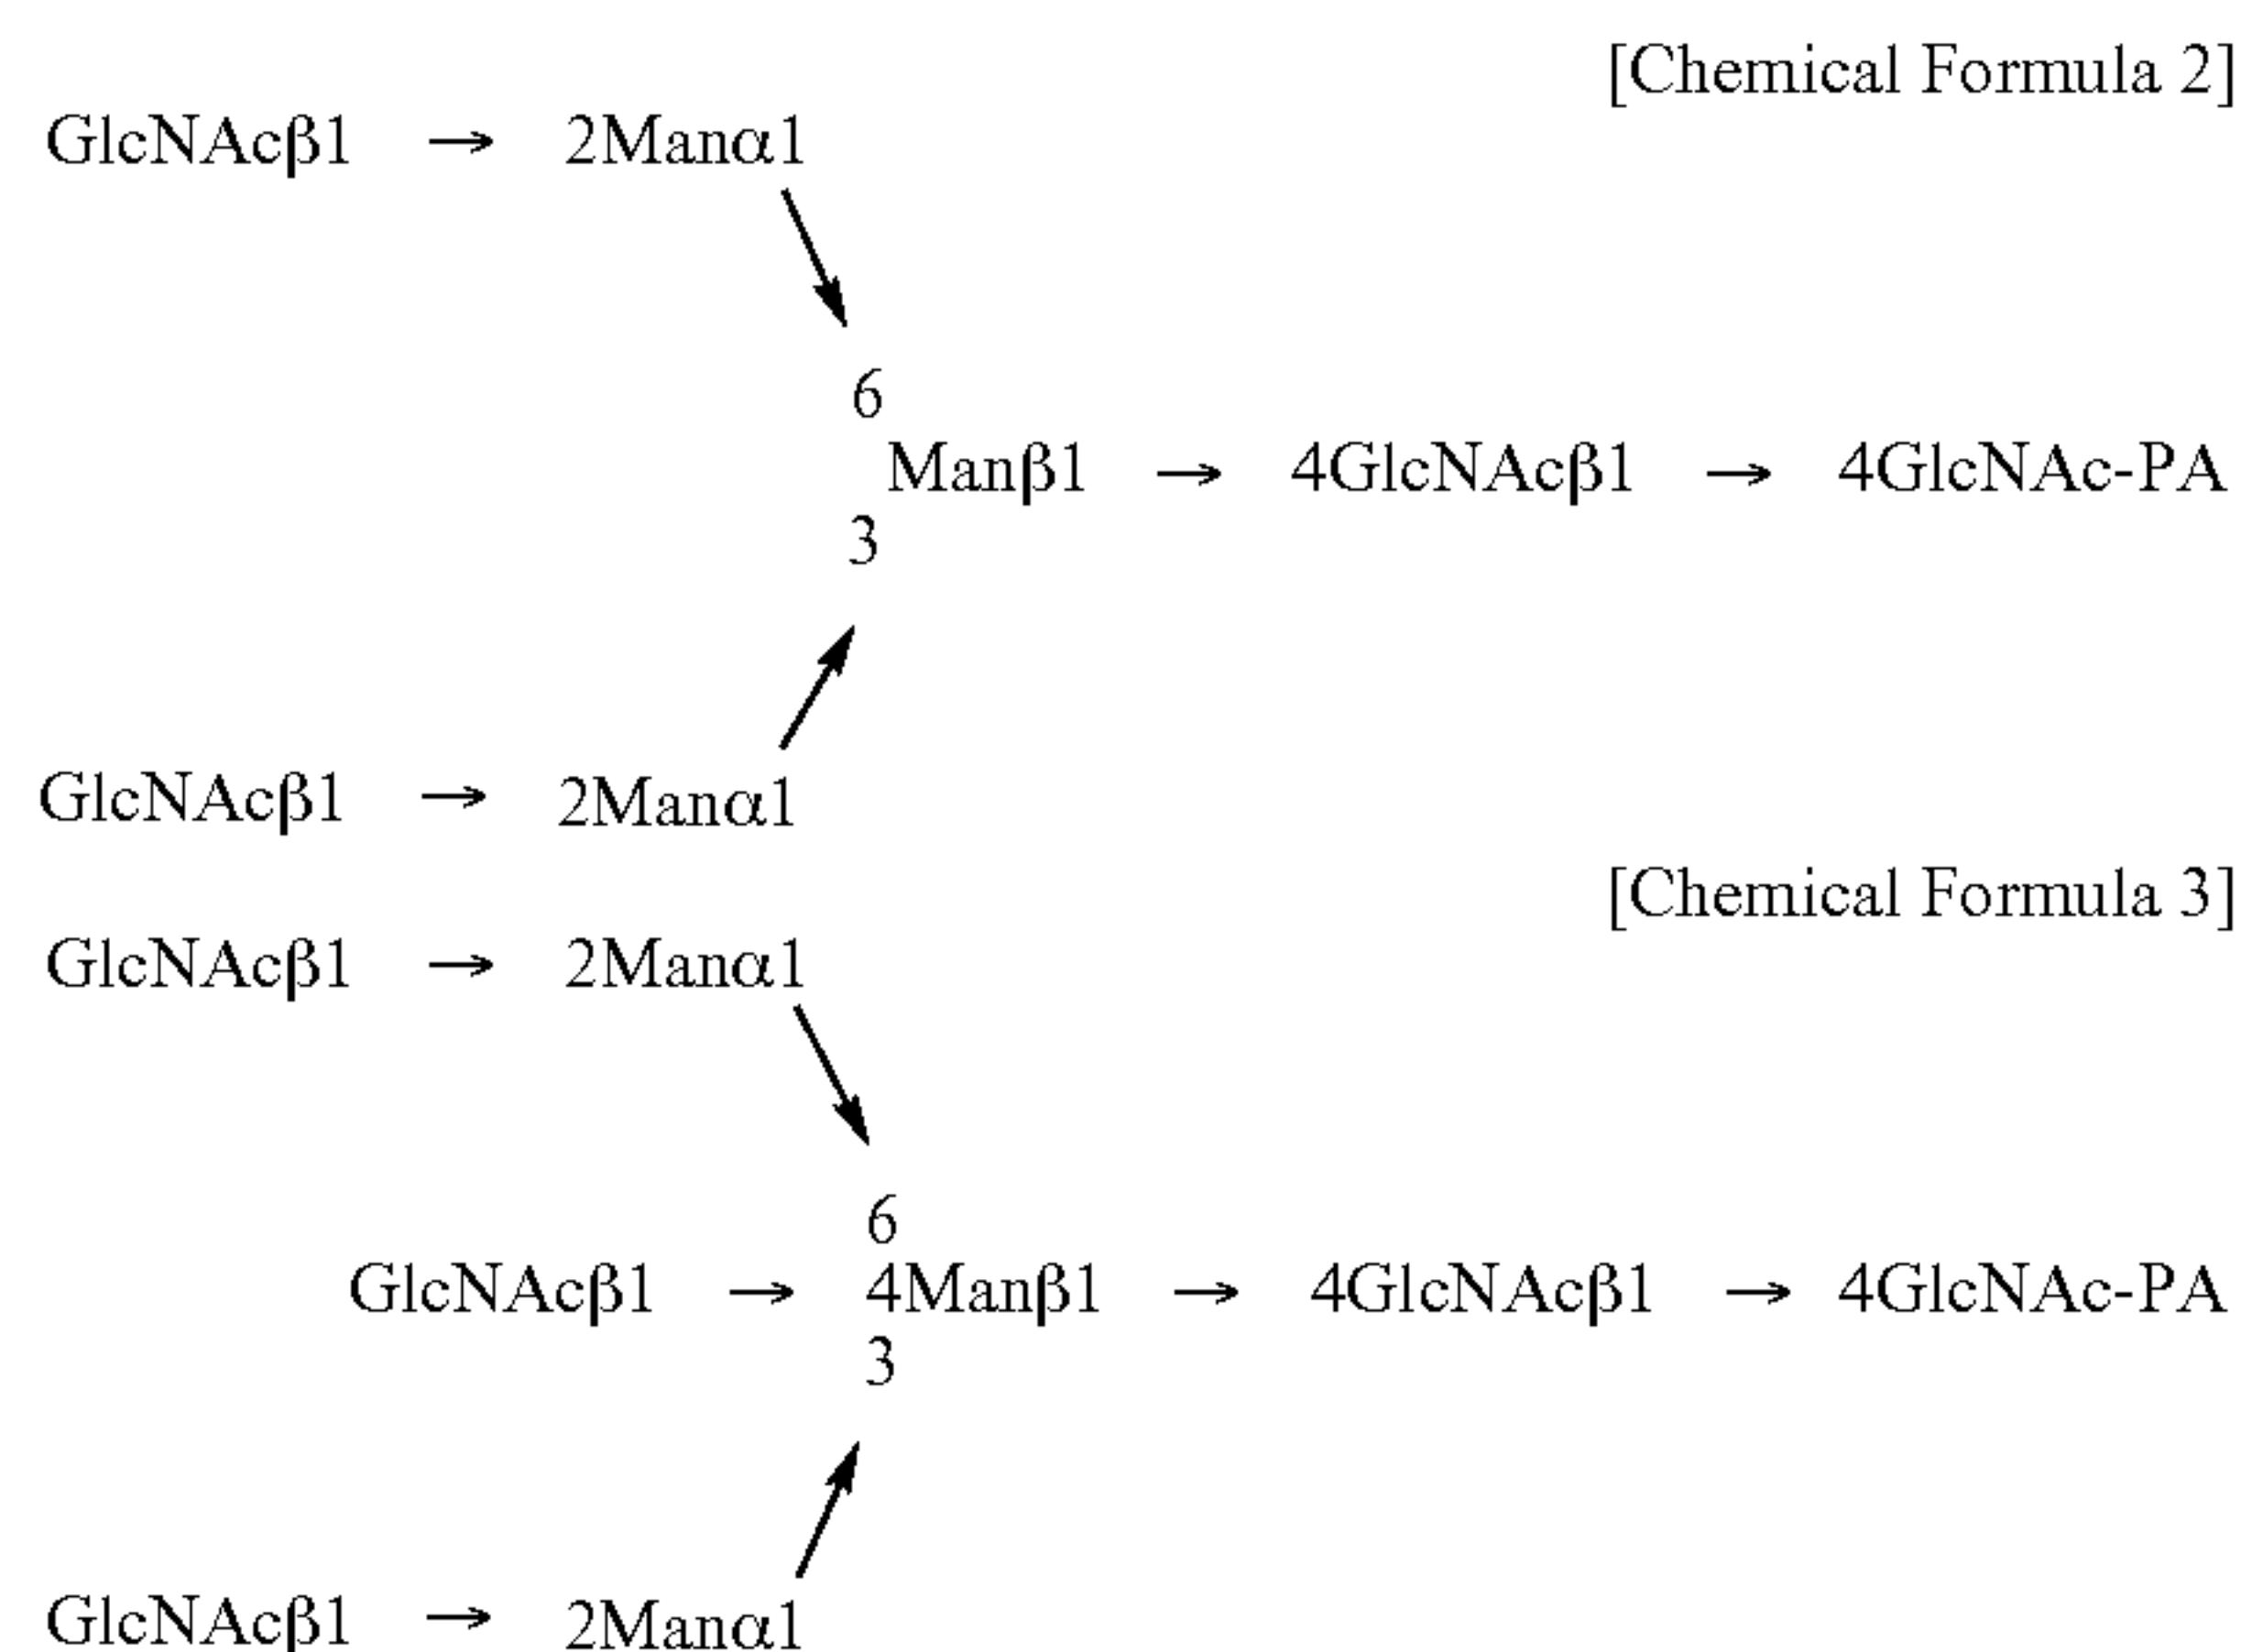 [Chemical Formula 2]
GlcNAcβ1 → 2Manα1
6
Manβ1 → 4GlcNAcβ1 → 4GlcNAc-PA
3
GlcNAcβ1 → 2Manα1
[Chemical Formula 3]
GlcNAcβ1 → 2Manα1
6
GlcNAcβ1 → 4Manβ1 → 4GlcNAcβ1 → 4GlcNAc-PA
3
GlcNAcβ1 → 2Manα1